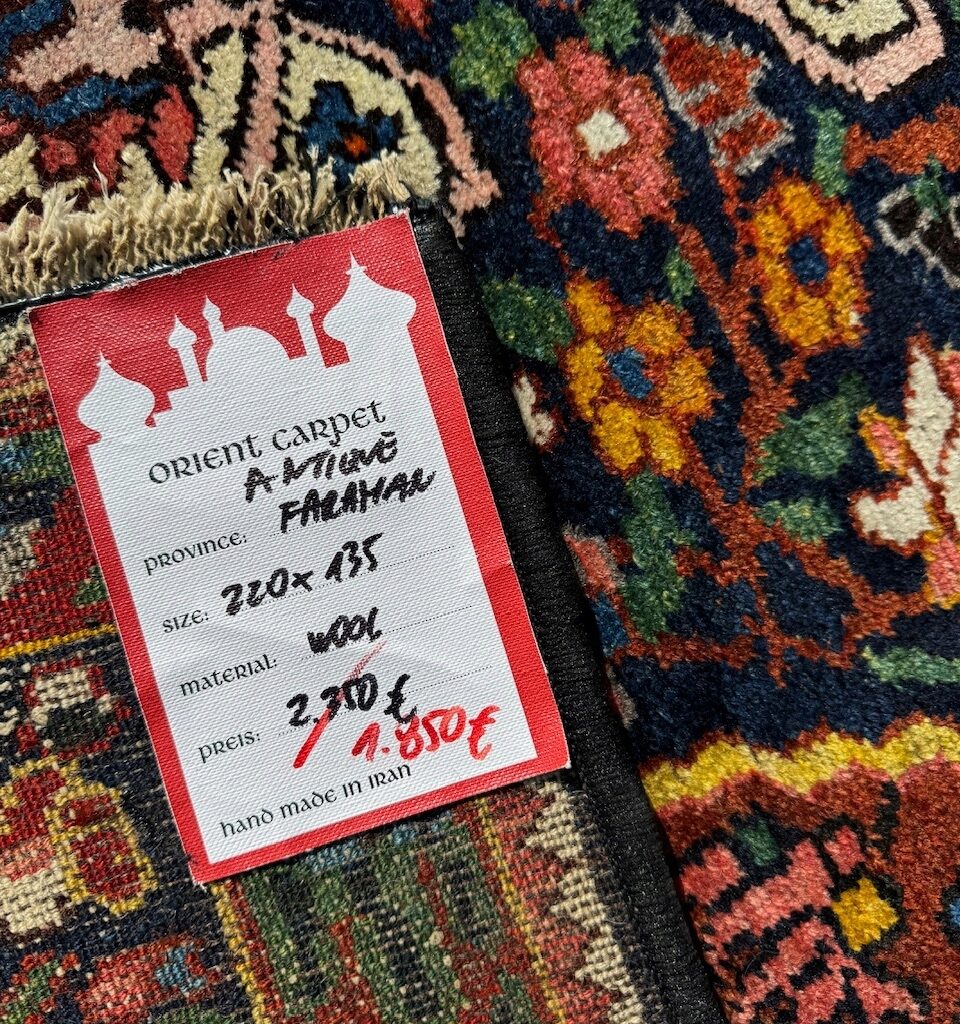 ORIENT CARPET
ANTIQUE
FARAHAN
PROVINCE:
SIZE: 220x135
MATERIAL: WOOL
PREIS: 2.350 €
1.850 €
HAND MADE IN IRAN